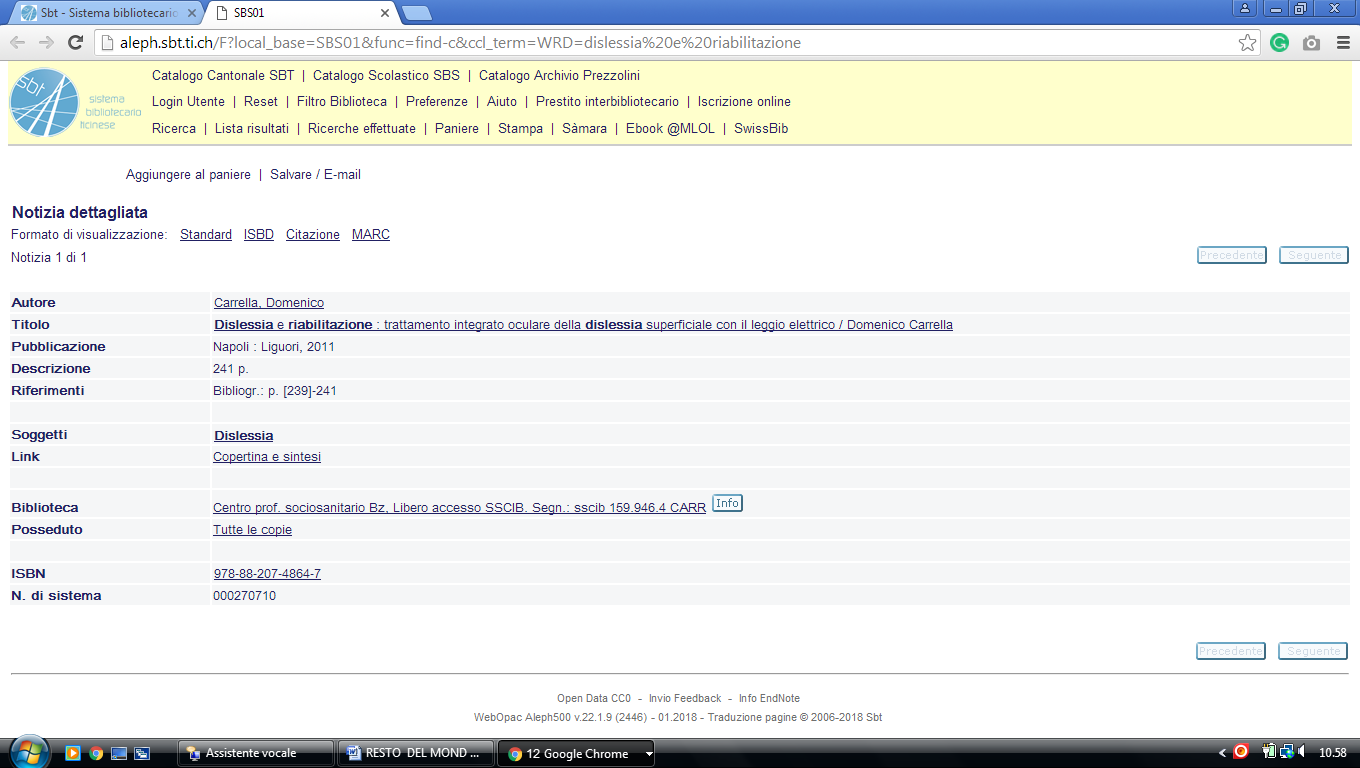 Sbt - Sistema bibliotecario
SBS01
aleph.sbt.ti.ch/F?local_base=SBS01&func=find-c&ccl_term=WRD=dislessia%20e%20riabilitazione
sbt sistema bibliotecario ticinese
Catalogo Cantonale SBT | Catalogo Scolastico SBS | Catalogo Archivio Prezzolini
Login Utente | Reset | Filtro Biblioteca | Preferenze | Aiuto | Prestito interbibliotecario | Iscrizione online
Ricerca | Lista risultati | Ricerche effettuate | Paniere | Stampa | Sàmara | Ebook @MLOL | SwissBib
Aggiungere al paniere | Salvare / E-mail
Notizia dettagliata
Formato di visualizzazione: Standard ISBD Citazione MARC
Notizia 1 di 1
Precedente Seguente
Autore Carrella, Domenico
Titolo Dislessia e riabilitazione : trattamento integrato oculare della dislessia superficiale con il leggio elettrico / Domenico Carrella
Pubblicazione Napoli : Liguori, 2011
Descrizione 241 p.
Riferimenti Bibliogr.: p. [239]-241
Soggetti Dislessia
Link Copertina e sintesi
Biblioteca Centro prof. sociosanitario Bz, Libero accesso SSCIB. Segn.: sscib 159.946.4 CARR Info
Posseduto Tutte le copie
ISBN 978-88-207-4864-7
N. di sistema 000270710
Precedente Seguente
Open Data CC0 - Invio Feedback - Info EndNote
WebOpac Aleph500 v.22.1.9 (2446) - 01.2018 - Traduzione pagine © 2006-2018 Sbt
Assistente vocale
RESTO DEL MOND ...
12 Google Chrome
10.58